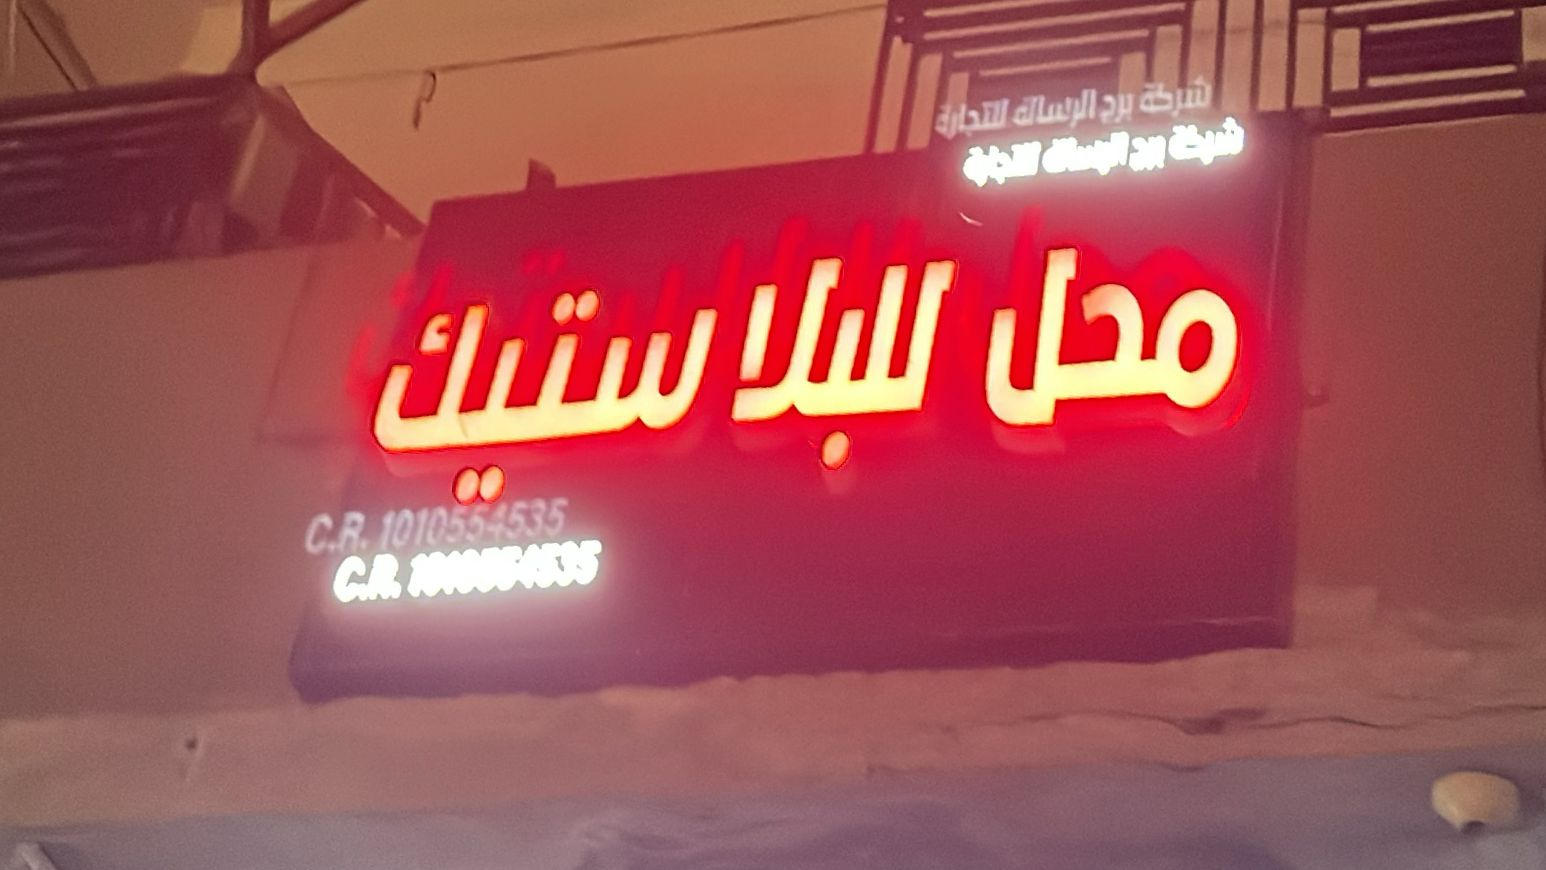 شركة برج الرسالة للتجارة
محل للبلاستيك
C.R. 1010554535